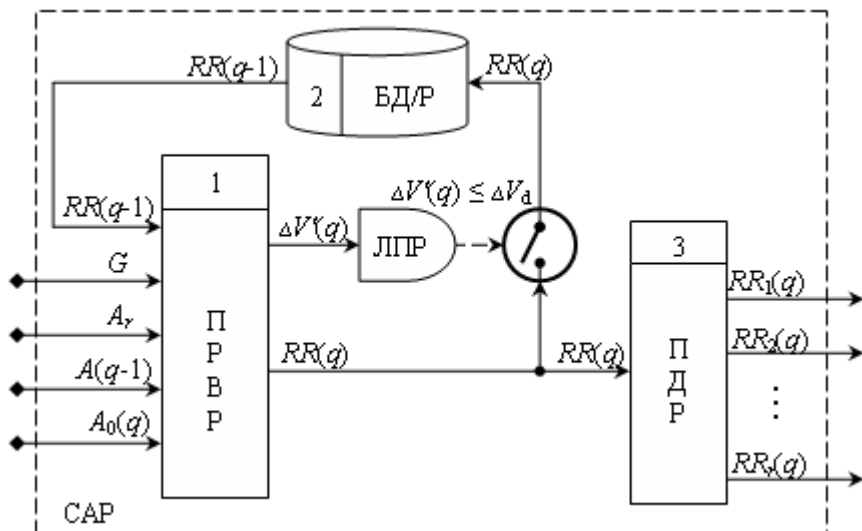 RR(q-1)
RR(q)
2
БД/Р
1
RR(q-1)
ΔV'(q) ≤ ΔVd
ΔV'(q)
ЛПР
G
3
Ar
П
Р
В
Р
RR1(q)
A(q-1)
RR(q)
RR(q)
П
Д
Р
RR2(q)
⋮
A0(q)
RRr(q)
САР